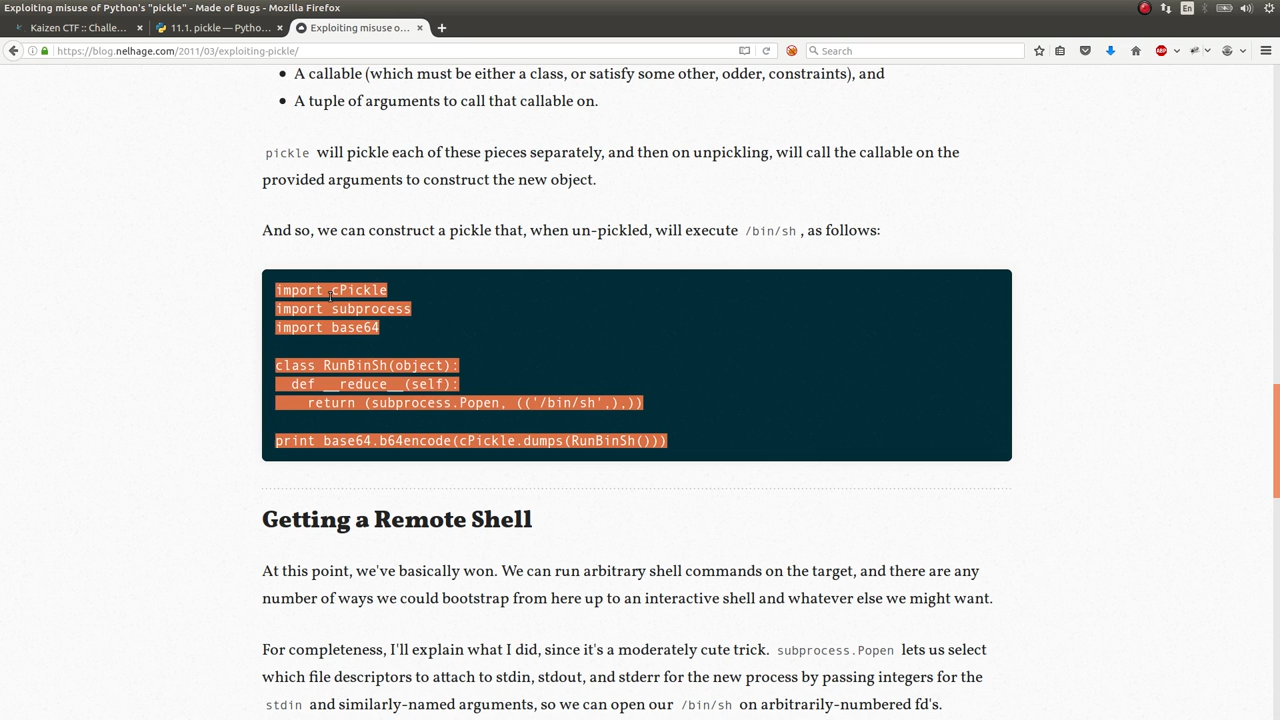 Exploiting misuse of Python's "pickle" - Made of Bugs - Mozilla Firefox
En
Kaizen CTF :: Challe... ×
11.1. pickle — Pytho... ×
Exploiting misuse o... ×
https://blog.nelhage.com/2011/03/exploiting-pickle/
Search
ABP
• A callable (which must be either a class, or satisfy some other, odder, constraints), and
• A tuple of arguments to call that callable on.
pickle will pickle each of these pieces separately, and then on unpickling, will call the callable on the
provided arguments to construct the new object.
And so, we can construct a pickle that, when un-pickled, will execute /bin/sh , as follows:
import cPickle
import subprocess
import base64
class RunBinSh(object):
  def __reduce__(self):
    return (subprocess.Popen, (('/bin/sh',),))
print base64.b64encode(cPickle.dumps(RunBinSh()))
Getting a Remote Shell
At this point, we've basically won. We can run arbitrary shell commands on the target, and there are any
number of ways we could bootstrap from here up to an interactive shell and whatever else we might want.
For completeness, I'll explain what I did, since it's a moderately cute trick. subprocess.Popen lets us select
which file descriptors to attach to stdin, stdout, and stderr for the new process by passing integers for the
stdin and similarly-named arguments, so we can open our /bin/sh on arbitrarily-numbered fd's.